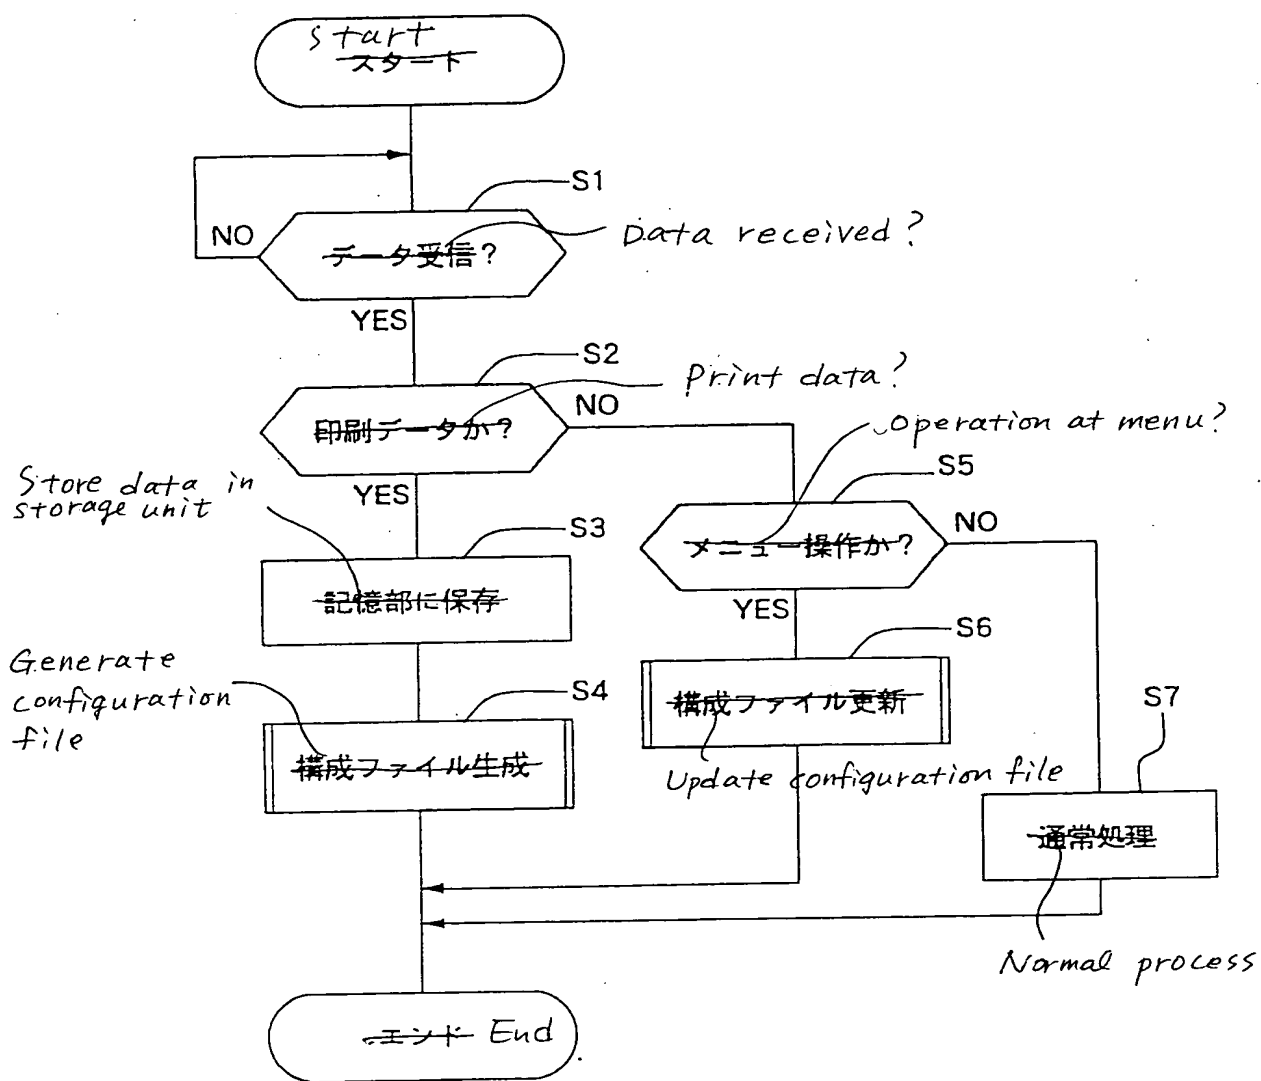 Start
スタート
S1
NO
データ受信?
Data received?
YES
S2
Print data?
印刷データか?
NO
Operation at menu?
S5
YES
Store data in
storage unit
S3
メニュー操作か?
NO
記憶部に保存
YES
S6
Generate
configuration
file
S4
構成ファイル更新
S7
構成ファイル生成
Update configuration file
通常処理
Normal process
エンド End